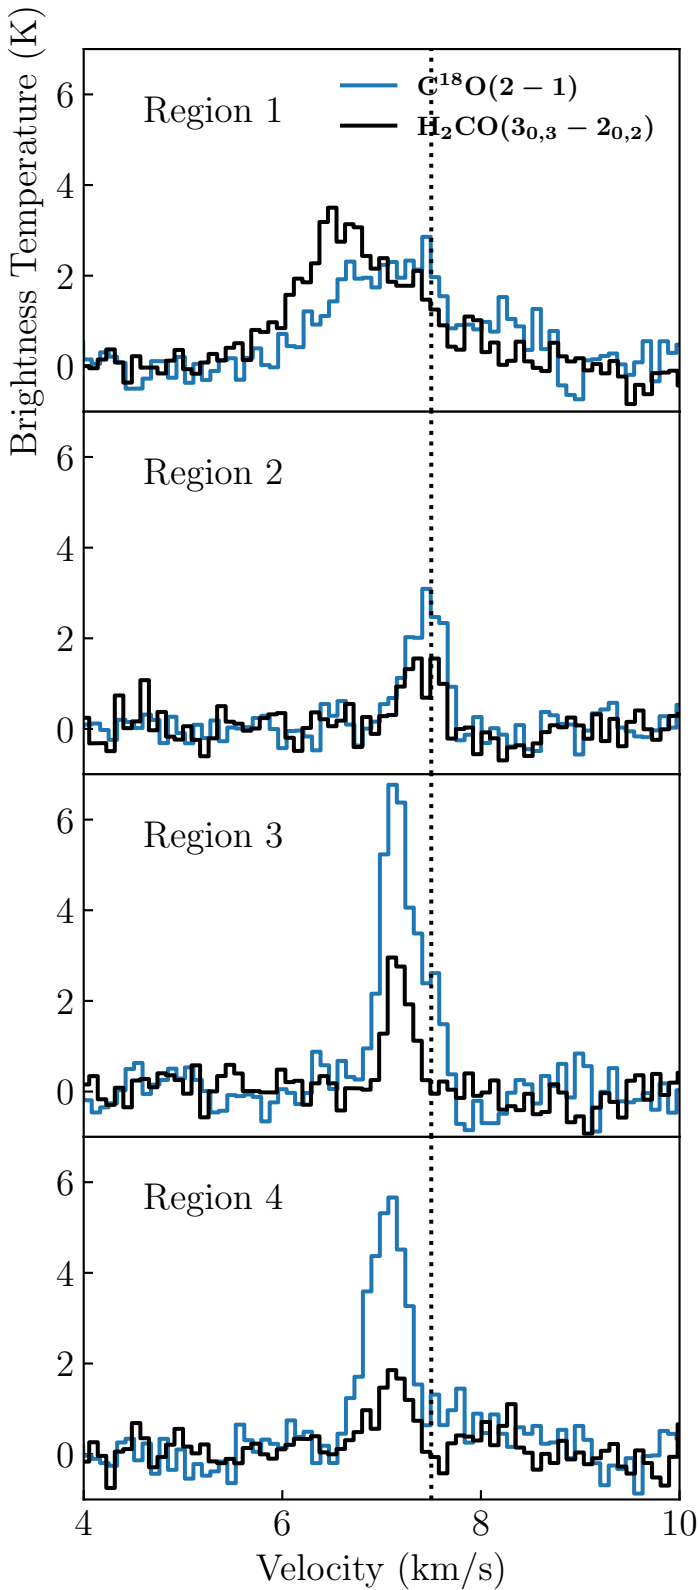 Brightness Temperature (K)
6
4
2
0
Region 1
C¹⁸O(2 − 1)
H₂CO(3₀,₃ − 2₀,₂)
6
4
2
0
Region 2
6
4
2
0
Region 3
6
4
2
0
Region 4
4 6 8 10
Velocity (km/s)